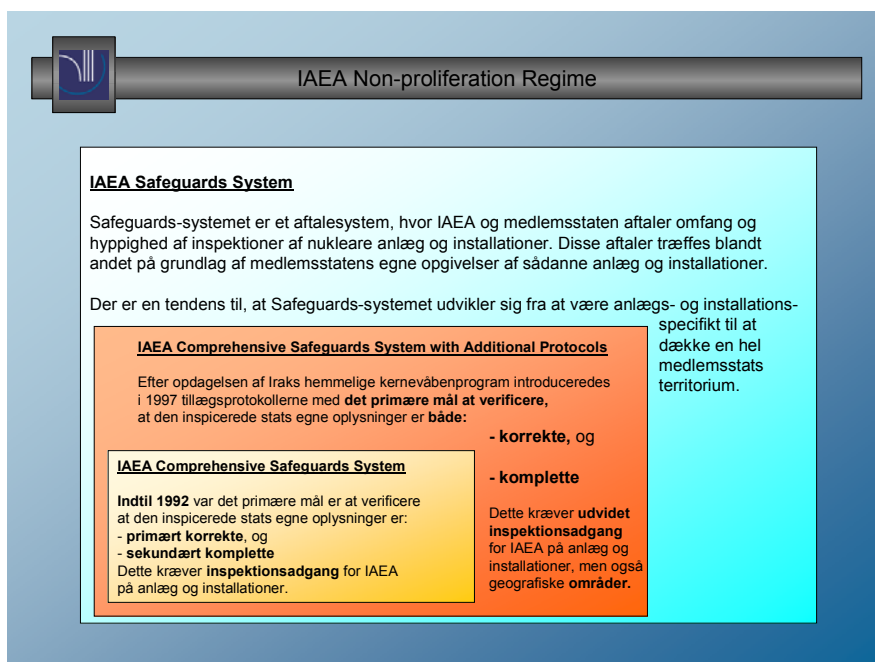 IAEA Non-proliferation Regime
IAEA Safeguards System
Safeguards-systemet er et aftalesystem, hvor IAEA og medlemsstaten aftaler omfang og
hyppighed af inspektioner af nukleare anlæg og installationer. Disse aftaler træffes blandt
andet på grundlag af medlemsstatens egne opgivelser af sådanne anlæg og installationer.
Der er en tendens til, at Safeguards-systemet udvikler sig fra at være anlægs- og installations-
specifikt til at
dække en hel
medlemsstats
territorium.
IAEA Comprehensive Safeguards System with Additional Protocols
Efter opdagelsen af Iraks hemmelige kernevåbenprogram introduceredes
i 1997 tillægsprotokollerne med det primære mål at verificere,
at den inspicerede stats egne oplysninger er både:
- korrekte, og
- komplette
Dette kræver udvidet
inspektionsadgang
for IAEA på anlæg og
installationer, men også
geografiske områder.
IAEA Comprehensive Safeguards System
Indtil 1992 var det primære mål er at verificere
at den inspicerede stats egne oplysninger er:
- primært korrekte, og
- sekundært komplette
Dette kræver inspektionsadgang for IAEA
på anlæg og installationer.